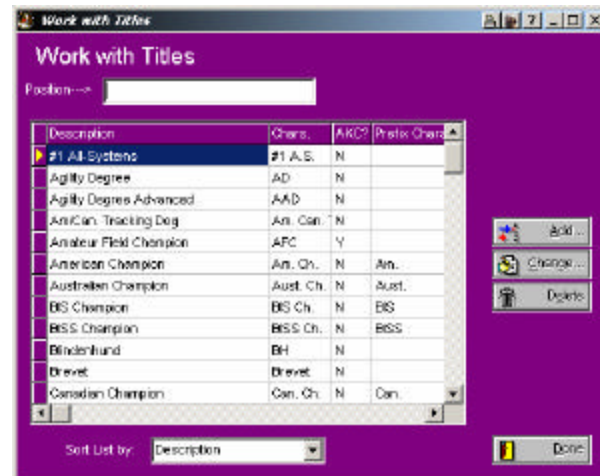 Work with Titles
Work with Titles
Position--->
Description Chars. AKC? Prefix Chara
#1 All-Systems #1 A.S. N
Agility Degree AD N
Agility Degree Advanced AAD N
Am/Can. Tracking Dog Am. Can. T N
Amateur Field Champion AFC Y
American Champion Am. Ch. N Am.
Australian Champion Aust. Ch. N Aust.
BIS Champion BIS Ch. N BIS
BISS Champion BISS Ch. N BISS
Blindenhund BH N
Brevet Brevet N
Canadian Champion Can. Ch. N Can.
Add...
Change...
Delete
Sort List by: Description
Done